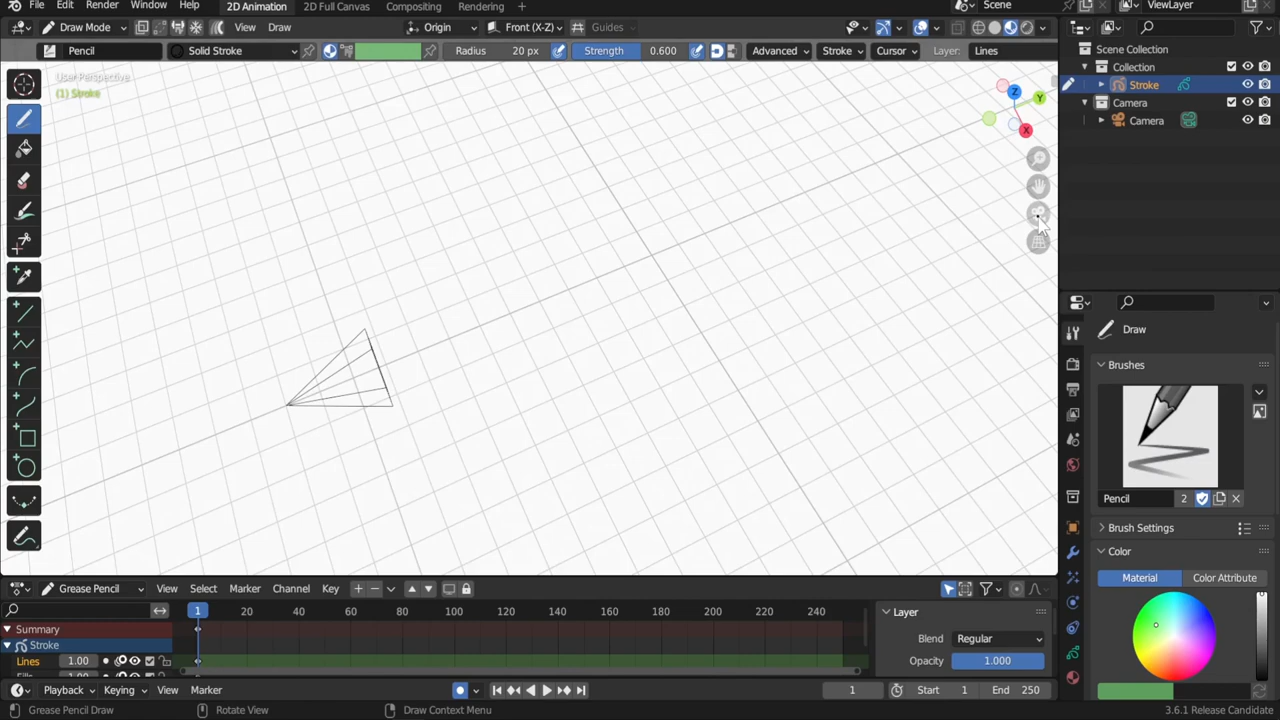 File Edit Render Window Help 2D Animation 2D Full Canvas Compositing Rendering + Scene ViewLayer
Draw Mode View Draw Origin Front (X-Z) Guides
Pencil Solid Stroke Radius 20 px Strength 0.600 Advanced Stroke Cursor Layer: Lines
User Perspective
(1) Stroke
Z
Y
X
Scene Collection
Collection
Stroke
Camera
Camera
Draw
Brushes
Pencil 2
Brush Settings
Color
Material Color Attribute
Grease Pencil View Select Marker Channel Key
1 20 40 60 80 100 120 140 160 180 200 220 240
Summary
Stroke
Lines 1.00
Layer
Blend Regular
Opacity 1.000
Playback Keying View Marker 1 Start 1 End 250
Grease Pencil Draw Rotate View Draw Context Menu 3.6.1 Release Candidate